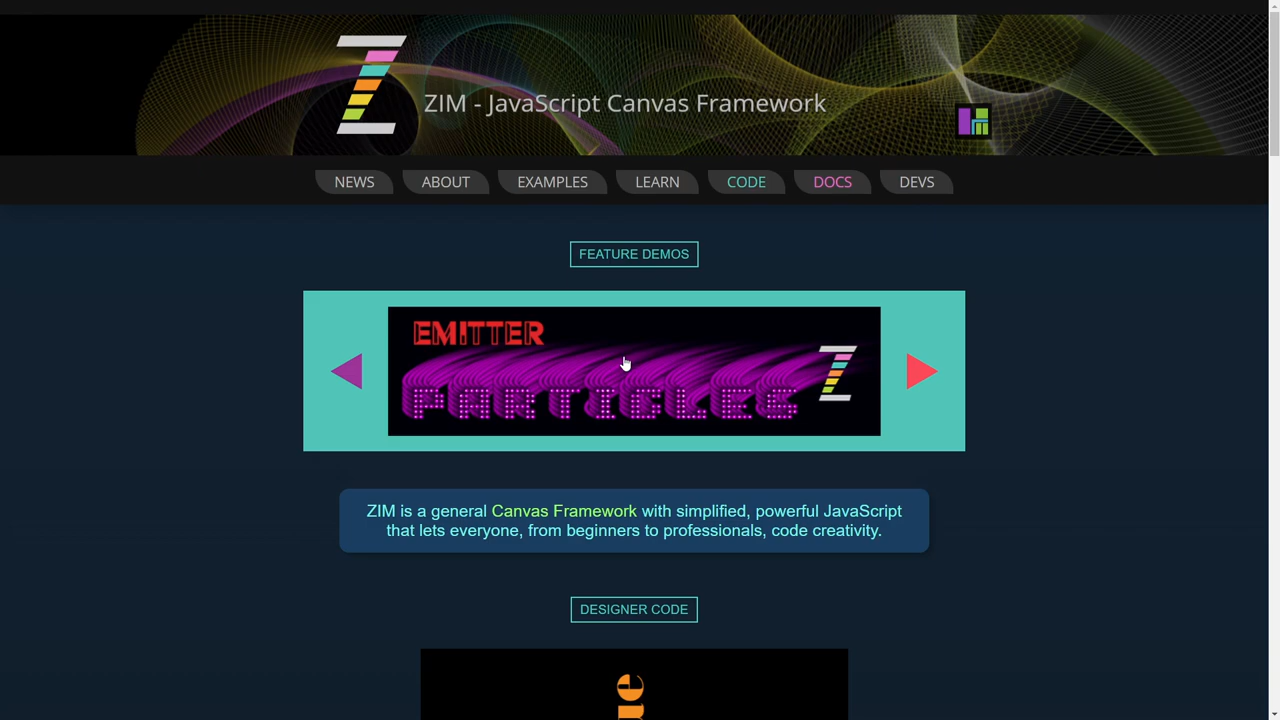 ZIM - JavaScript Canvas Framework
NEWS
ABOUT
EXAMPLES
LEARN
CODE
DOCS
DEVS
FEATURE DEMOS
EMITTER
PARTICLES
Z
ZIM is a general Canvas Framework with simplified, powerful JavaScript
that lets everyone, from beginners to professionals, code creativity.
DESIGNER CODE